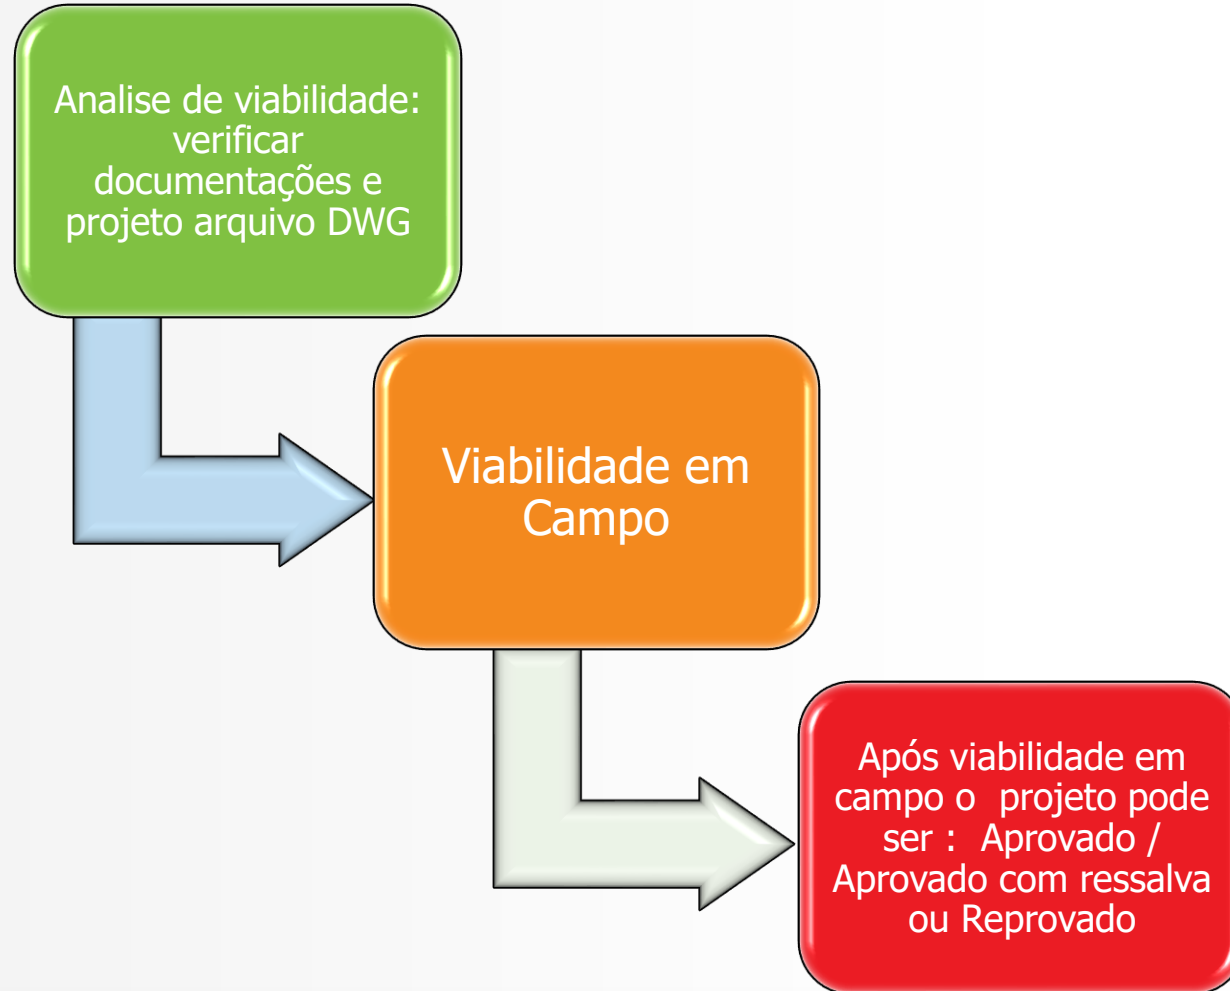 Analise de viabilidade:
verificar
documentações e
projeto arquivo DWG
Viabilidade em
Campo
Após viabilidade em
campo o  projeto pode
ser :  Aprovado /
Aprovado com ressalva
ou Reprovado